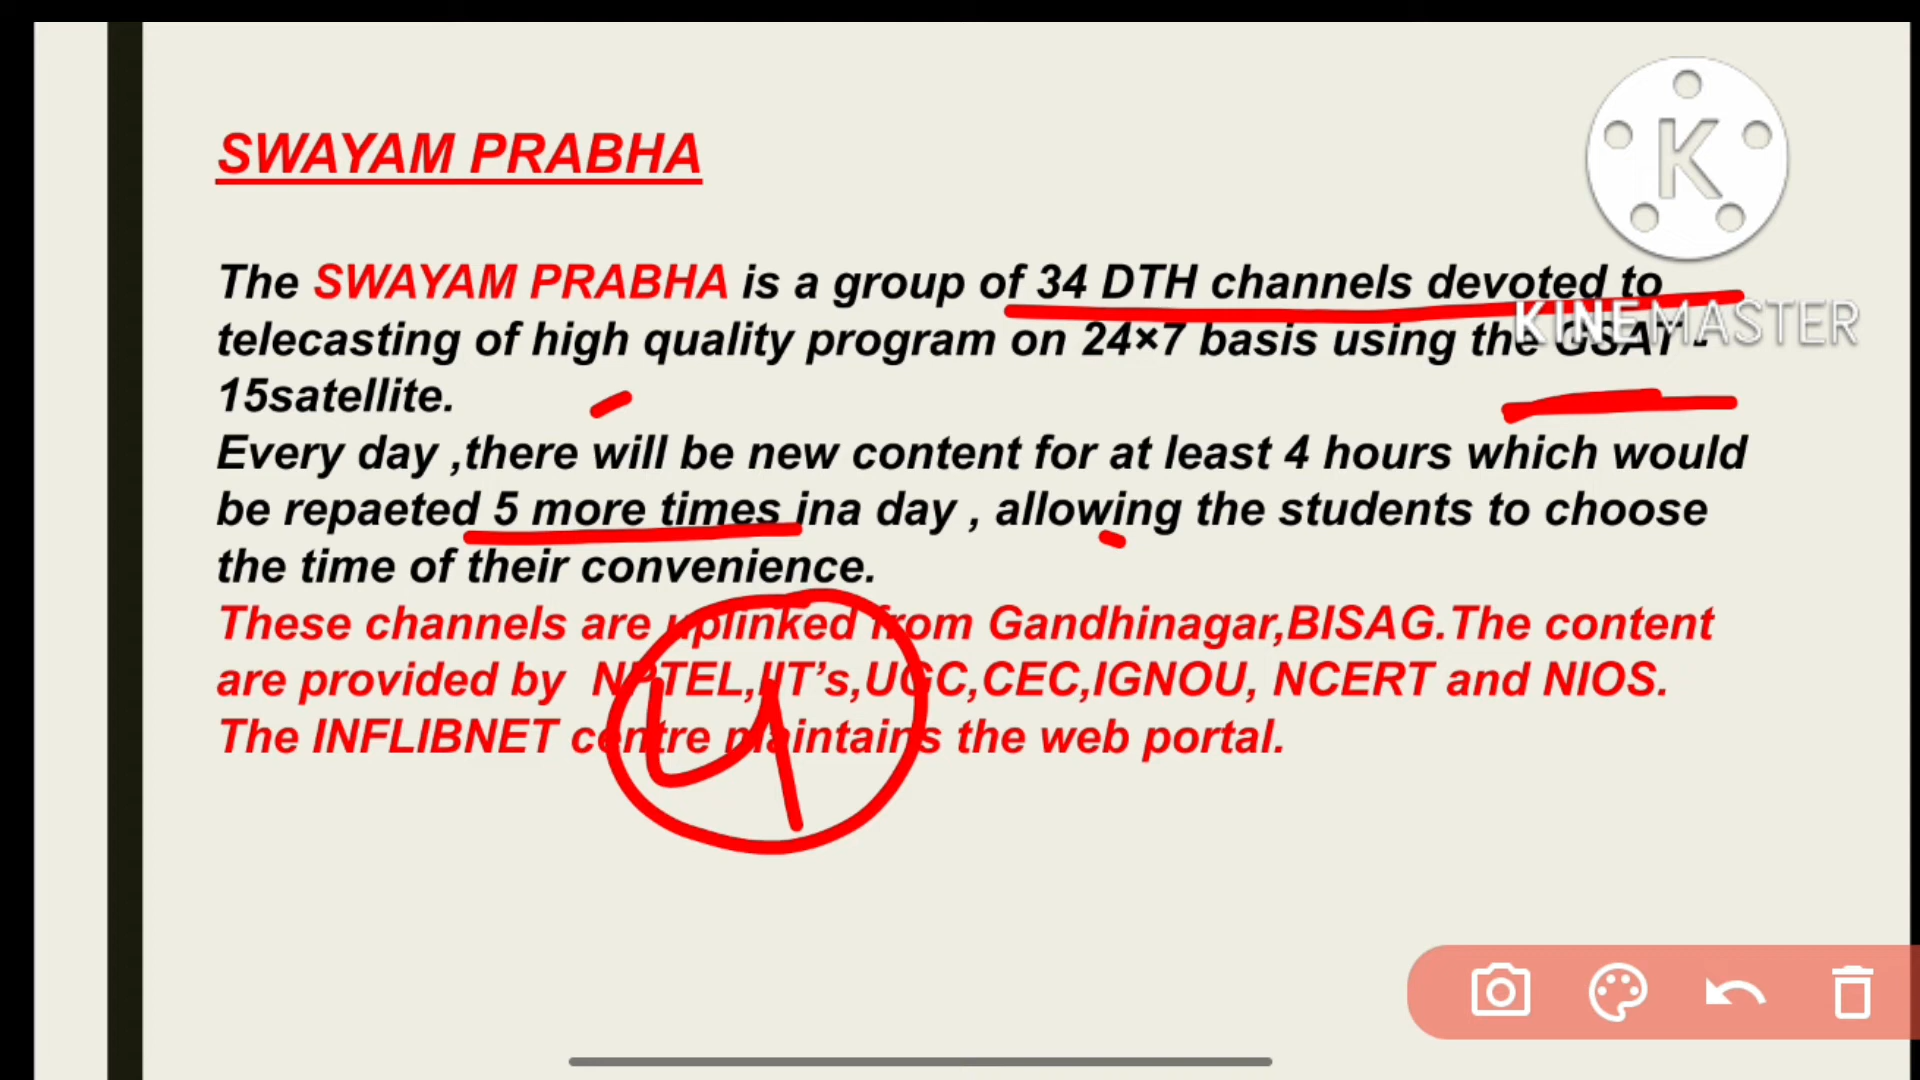 SWAYAM PRABHA
K
The SWAYAM PRABHA is a group of 34 DTH channels devoted to
KINEMASTER
telecasting of high quality program on 24×7 basis using the GSAT -
15satellite.
Every day ,there will be new content for at least 4 hours which would
be repaeted 5 more times ina day , allowing the students to choose
the time of their convenience.
These channels are uplinked from Gandhinagar,BISAG.The content
are provided by NPTEL,IIT's,UGC,CEC,IGNOU, NCERT and NIOS.
The INFLIBNET centre maintains the web portal.
4